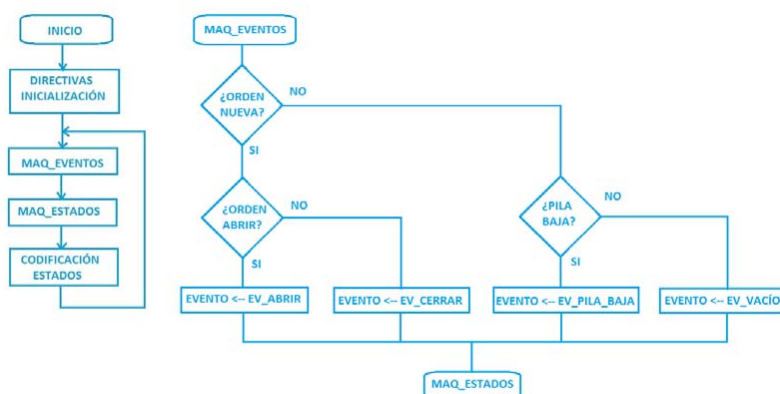 INICIO
DIRECTIVAS
INICIALIZACIÓN
MAQ_EVENTOS
MAQ_ESTADOS
CODIFICACIÓN
ESTADOS
MAQ_EVENTOS
¿ORDEN
NUEVA?
NO
SI
¿ORDEN
ABRIR?
NO
SI
¿PILA
BAJA?
NO
SI
EVENTO <-- EV_ABRIR
EVENTO <-- EV_CERRAR
EVENTO <-- EV_PILA_BAJA
EVENTO <-- EV_VACÍO
MAQ_ESTADOS